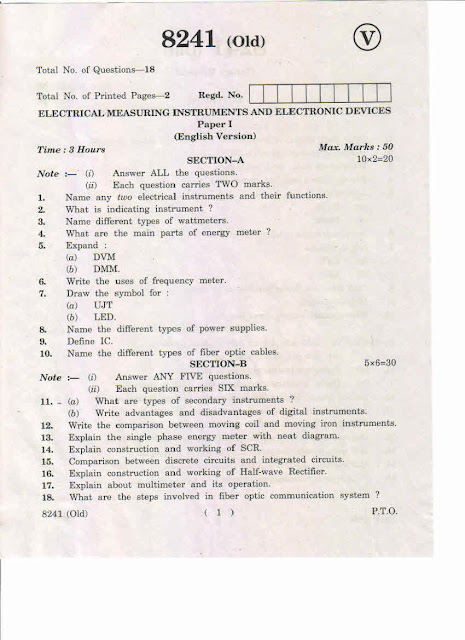 8241 (Old)
V
Total No. of Questions—18
Total No. of Printed Pages—2
Regd. No.
ELECTRICAL MEASURING INSTRUMENTS AND ELECTRONIC DEVICES
Paper I
(English Version)
Time : 3 Hours
Max. Marks : 50
SECTION–A
10×2=20
Note :— (i) Answer ALL the questions.
(ii) Each question carries TWO marks.
1. Name any two electrical instruments and their functions.
2. What is indicating instrument ?
3. Name different types of wattmeters.
4. What are the main parts of energy meter ?
5. Expand :
(a) DVM
(b) DMM.
6. Write the uses of frequency meter.
7. Draw the symbol for :
(a) UJT
(b) LED.
8. Name the different types of power supplies.
9. Define IC.
10. Name the different types of fiber optic cables.
SECTION–B
5×6=30
Note :— (i) Answer ANY FIVE questions.
(ii) Each question carries SIX marks.
11. (a) What are types of secondary instruments ?
(b) Write advantages and disadvantages of digital instruments.
12. Write the comparison between moving coil and moving iron instruments.
13. Explain the single phase energy meter with neat diagram.
14. Explain construction and working of SCR.
15. Comparison between discrete circuits and integrated circuits.
16. Explain construction and working of Half-wave Rectifier.
17. Explain about multimeter and its operation.
18. What are the steps involved in fiber optic communication system ?
8241 (Old)
( 1 )
P.T.O.